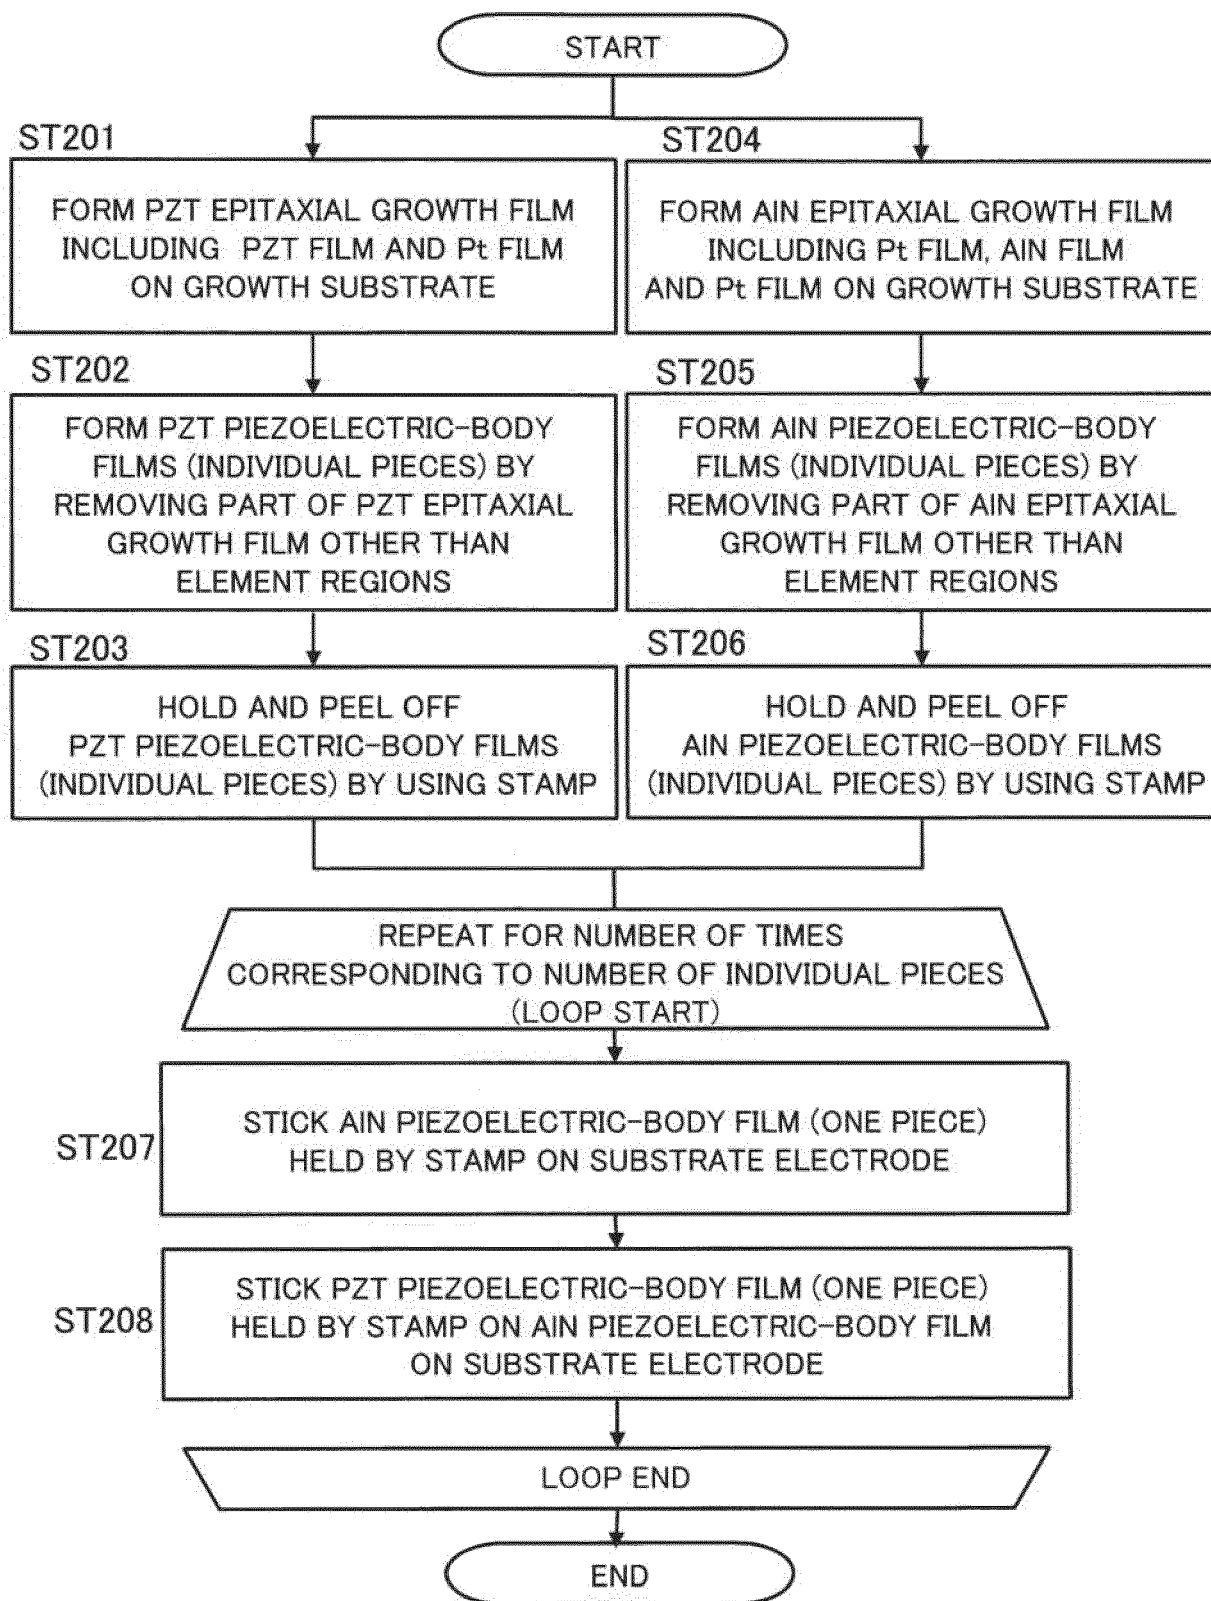 START
ST201
FORM PZT EPITAXIAL GROWTH FILM
INCLUDING PZT FILM AND Pt FILM
ON GROWTH SUBSTRATE
ST204
FORM AlN EPITAXIAL GROWTH FILM
INCLUDING Pt FILM, AlN FILM
AND Pt FILM ON GROWTH SUBSTRATE
ST202
FORM PZT PIEZOELECTRIC-BODY
FILMS (INDIVIDUAL PIECES) BY
REMOVING PART OF PZT EPITAXIAL
GROWTH FILM OTHER THAN
ELEMENT REGIONS
ST205
FORM AlN PIEZOELECTRIC-BODY
FILMS (INDIVIDUAL PIECES) BY
REMOVING PART OF AlN EPITAXIAL
GROWTH FILM OTHER THAN
ELEMENT REGIONS
ST203
HOLD AND PEEL OFF
PZT PIEZOELECTRIC-BODY FILMS
(INDIVIDUAL PIECES) BY USING STAMP
ST206
HOLD AND PEEL OFF
AlN PIEZOELECTRIC-BODY FILMS
(INDIVIDUAL PIECES) BY USING STAMP
REPEAT FOR NUMBER OF TIMES
CORRESPONDING TO NUMBER OF INDIVIDUAL PIECES
(LOOP START)
ST207
STICK AlN PIEZOELECTRIC-BODY FILM (ONE PIECE)
HELD BY STAMP ON SUBSTRATE ELECTRODE
ST208
STICK PZT PIEZOELECTRIC-BODY FILM (ONE PIECE)
HELD BY STAMP ON AlN PIEZOELECTRIC-BODY FILM
ON SUBSTRATE ELECTRODE
LOOP END
END